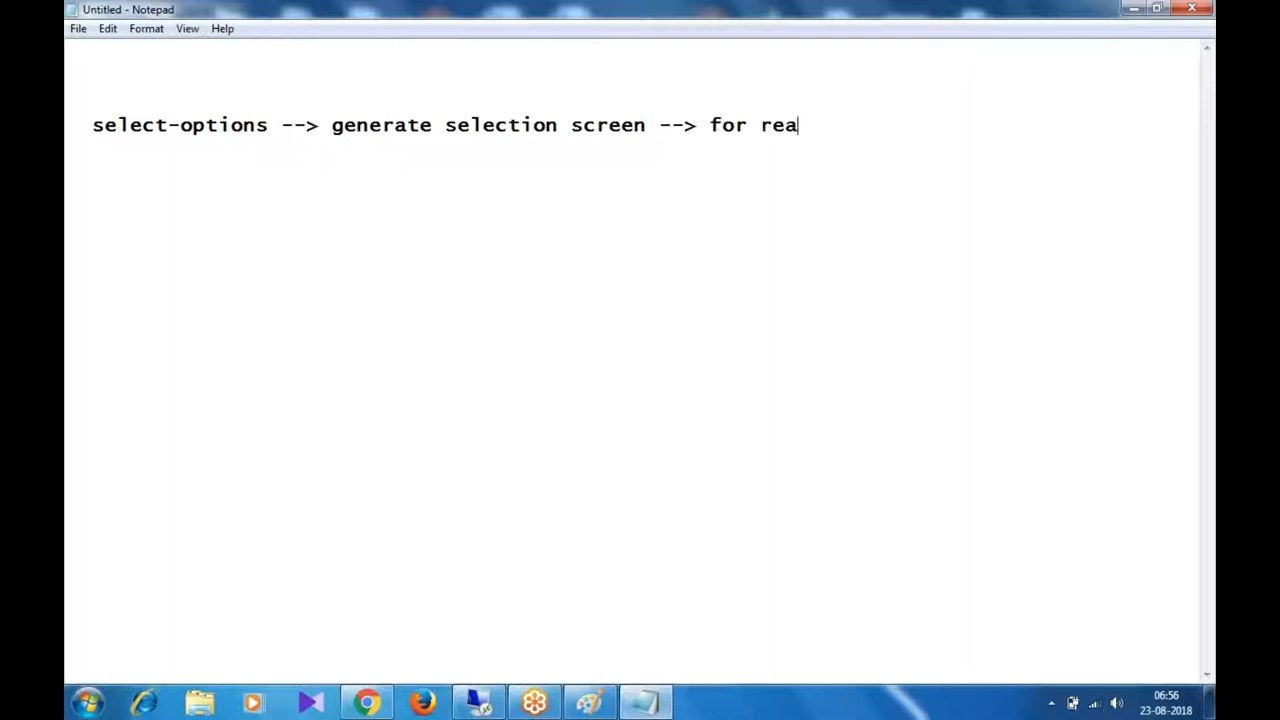 Untitled - Notepad
File Edit Format View Help
select-options --> generate selection screen --> for rea
06:56
23-08-2018